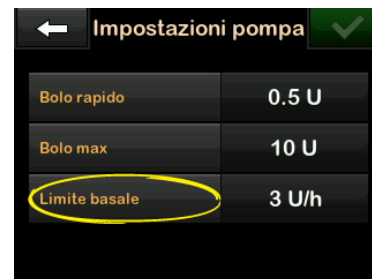 Impostazioni pompa
Bolo rapido 0.5 U
Bolo max 10 U
Limite basale 3 U/h